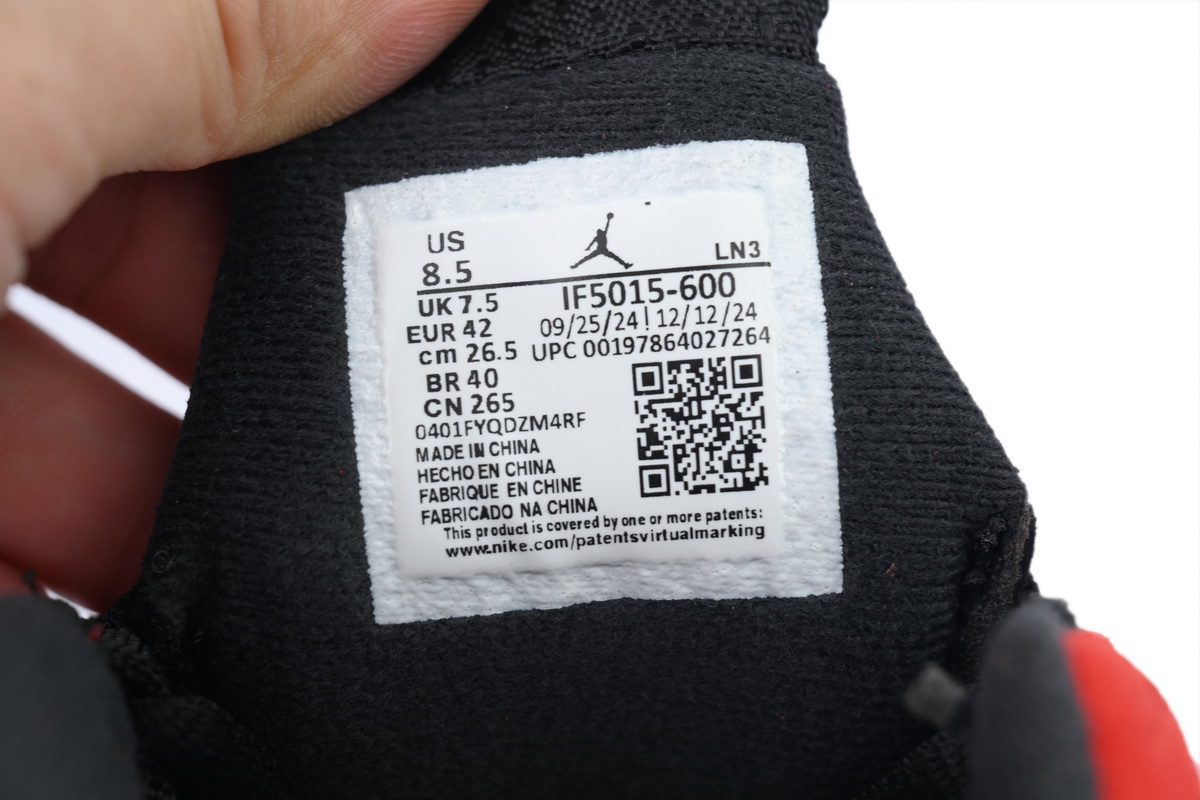 US
8.5
LN3
UK 7.5
IF5015-600
EUR 42
09/25/24 | 12/12/24
cm 26.5
UPC 00197864027264
BR 40
CN 265
0401FYQDZM4RF
MADE IN CHINA
HECHO EN CHINA
FABRIQUE EN CHINE
FABRICADO NA CHINA
This product is covered by one or more patents:
www.nike.com/patentsvirtualmarking